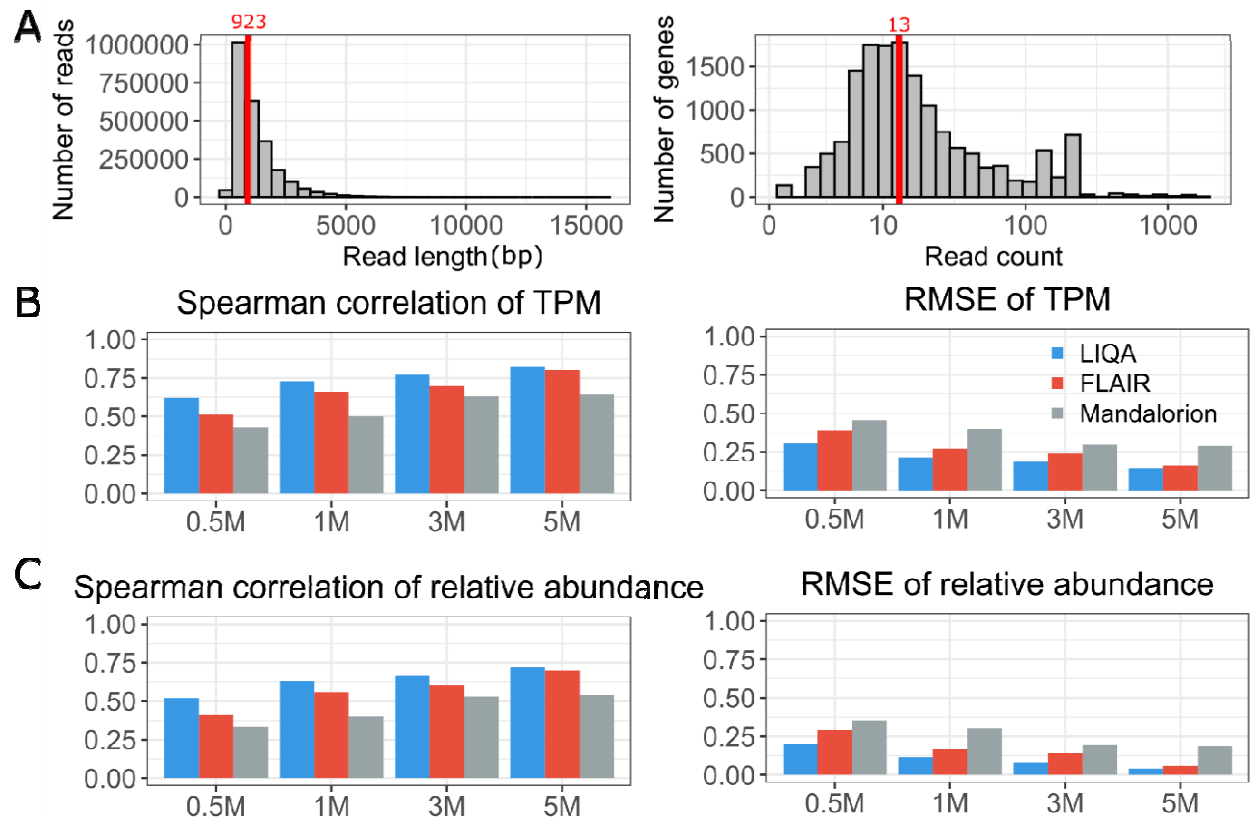 A
923
13
Number of reads
1000000
750000
500000
250000
0
0 5000 10000 15000
Read length(bp)
Number of genes
1500
1000
500
0
0 10 100 1000
Read count
B
Spearman correlation of TPM
1.00
0.75
0.50
0.25
0.00
0.5M 1M 3M 5M
RMSE of TPM
1.00
0.75
0.50
0.25
0.00
LIQA
FLAIR
Mandalorion
0.5M 1M 3M 5M
C
Spearman correlation of relative abundance
1.00
0.75
0.50
0.25
0.00
0.5M 1M 3M 5M
RMSE of relative abundance
1.00
0.75
0.50
0.25
0.00
0.5M 1M 3M 5M